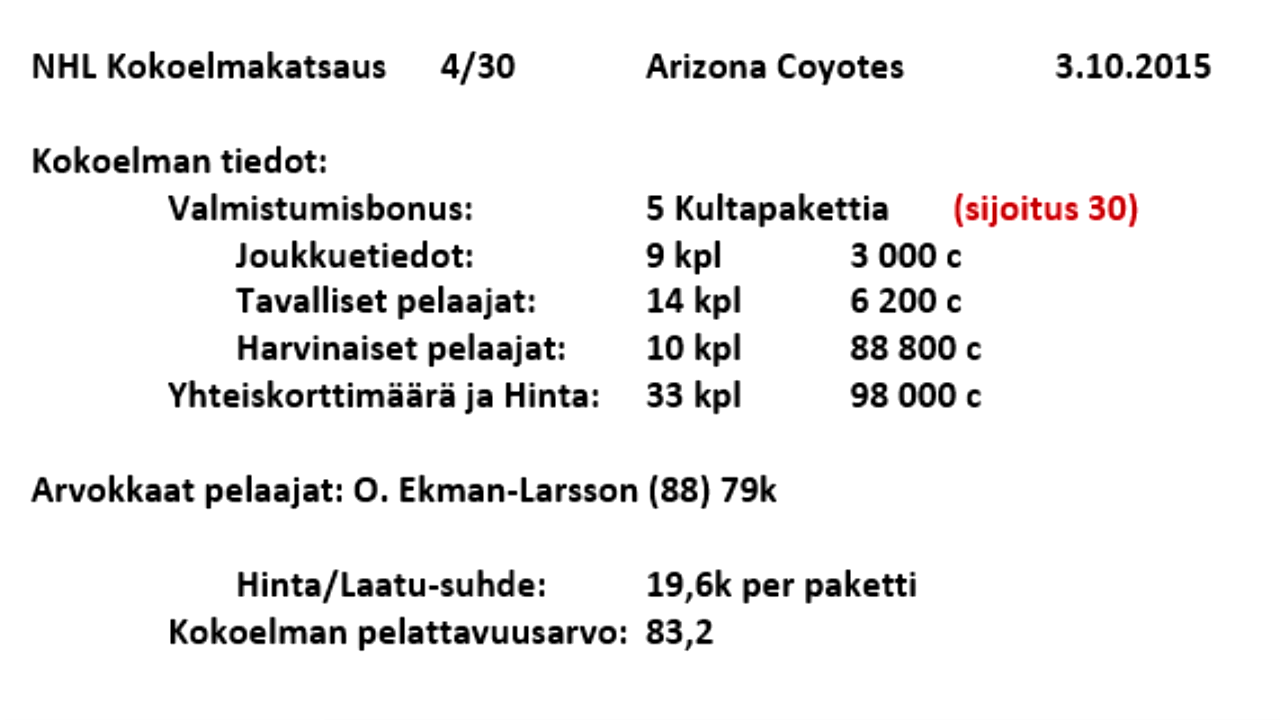 NHL Kokoelmakatsaus 4/30 Arizona Coyotes 3.10.2015
Kokoelman tiedot:
Valmistumisbonus: 5 Kultapakettia (sijoitus 30)
Joukkuetiedot: 9 kpl 3 000 c
Tavalliset pelaajat: 14 kpl 6 200 c
Harvinaiset pelaajat: 10 kpl 88 800 c
Yhteiskorttimäärä ja Hinta: 33 kpl 98 000 c
Arvokkaat pelaajat: O. Ekman-Larsson (88) 79k
Hinta/Laatu-suhde: 19,6k per paketti
Kokoelman pelattavuusarvo: 83,2